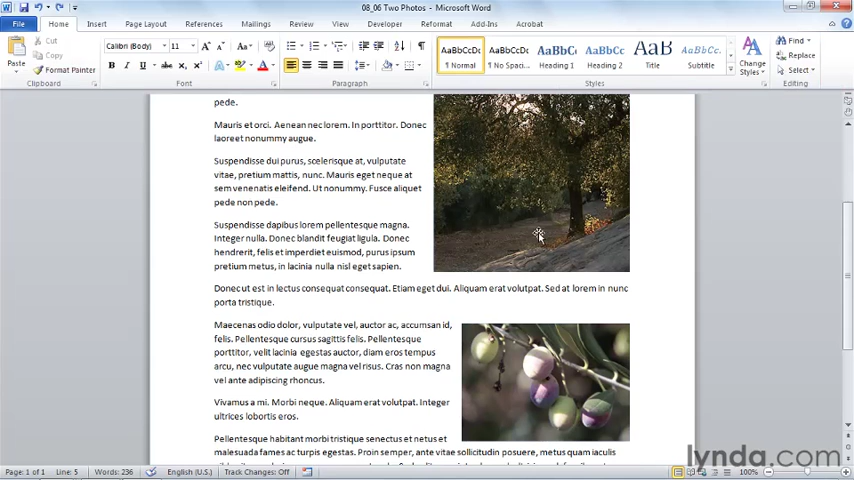 08_06 Two Photos - Microsoft Word
File Home Insert Page Layout References Mailings Review View Developer Reformat Add-Ins Acrobat
Paste
Cut
Copy
Format Painter
Clipboard
Calibri (Body) 11
Font
Paragraph
AaBbCcDc AaBbCcDc AaBbCc AaBbCc AaB AaBbCc.
¶ Normal ¶ No Spaci... Heading 1 Heading 2 Title Subtitle
Change
Styles
Styles
Find
Replace
Select
Editing
pede.
Mauris et orci. Aenean nec lorem. In porttitor. Donec
laoreet nonummy augue.
Suspendisse dui purus, scelerisque at, vulputate
vitae, pretium mattis, nunc. Mauris eget neque at
sem venenatis eleifend. Ut nonummy. Fusce aliquet
pede non pede.
Suspendisse dapibus lorem pellentesque magna.
Integer nulla. Donec blandit feugiat ligula. Donec
hendrerit, felis et imperdiet euismod, purus ipsum
pretium metus, in lacinia nulla nisl eget sapien.
Donec ut est in lectus consequat consequat. Etiam eget dui. Aliquam erat volutpat. Sed at lorem in nunc
porta tristique.
Maecenas odio dolor, vulputate vel, auctor ac, accumsan id,
felis. Pellentesque cursus sagittis felis. Pellentesque
porttitor, velit lacinia egestas auctor, diam eros tempus
arcu, nec vulputate augue magna vel risus. Cras non magna
vel ante adipiscing rhoncus.
Vivamus a mi. Morbi neque. Aliquam erat volutpat. Integer
ultrices lobortis eros.
Pellentesque habitant morbi tristique senectus et netus et
malesuada fames ac turpis egestas. Proin semper, ante vitae sollicitudin posuere, metus quam iaculis
lynda.com
Page: 1 of 1 Line: 5 Words: 236 English (U.S.) Track Changes: Off 100%